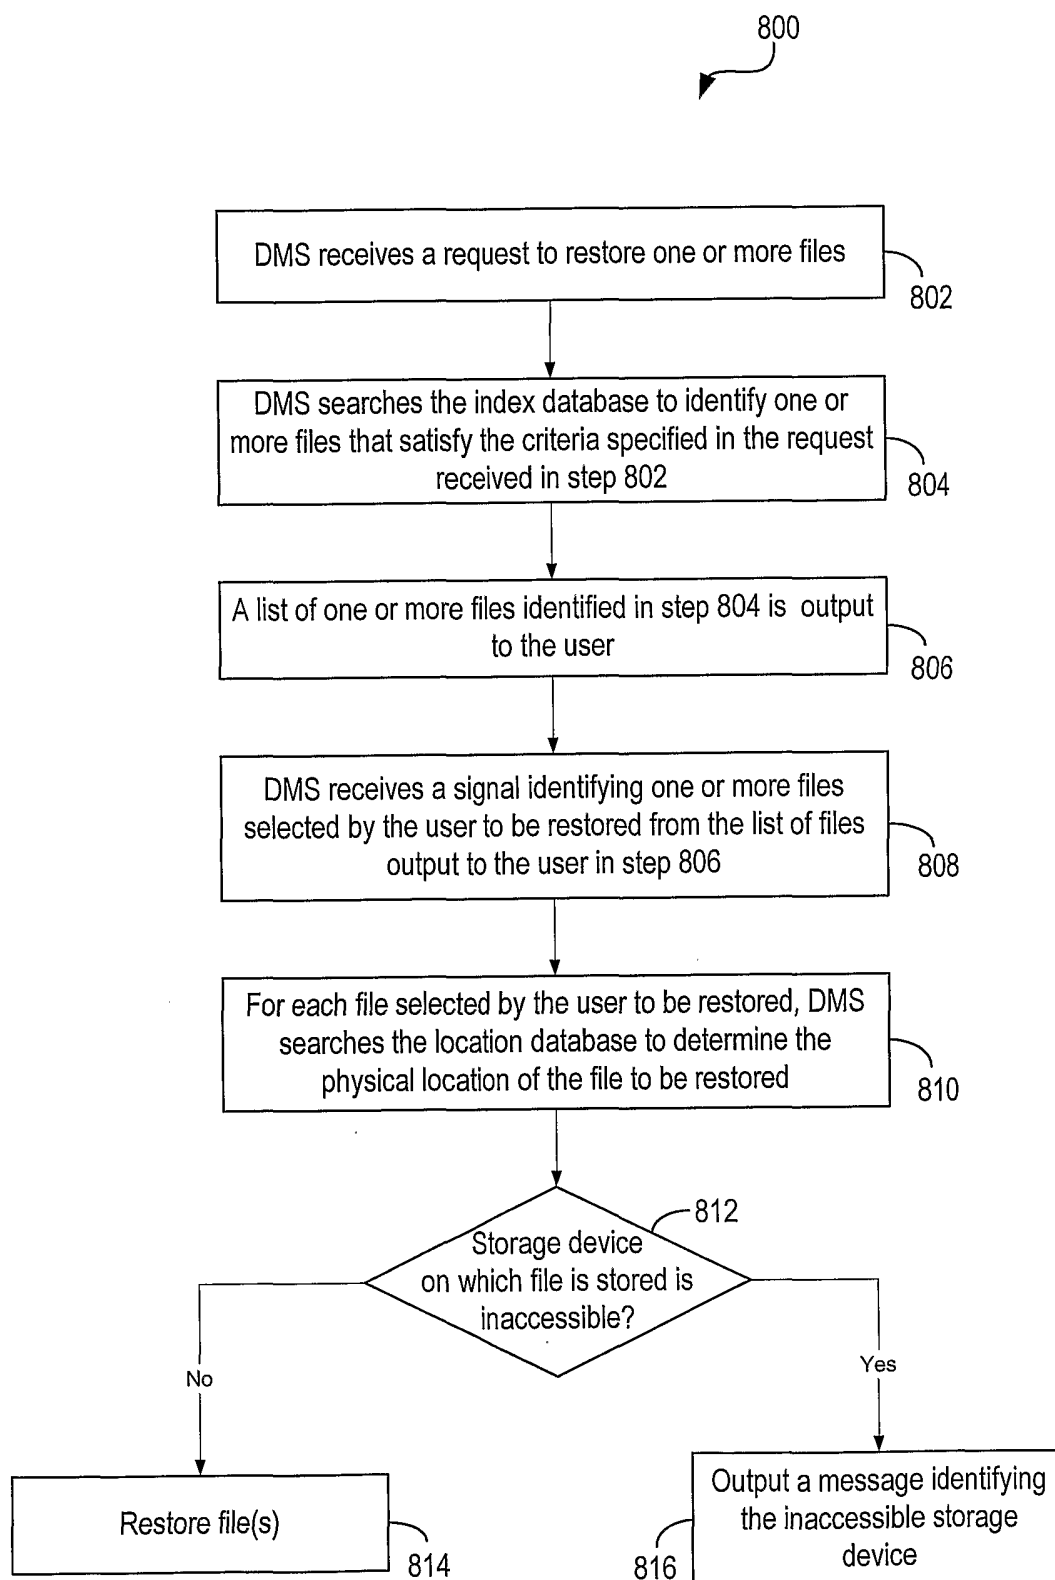 800
DMS receives a request to restore one or more files
802
DMS searches the index database to identify one or
more files that satisfy the criteria specified in the request
received in step 802
804
A list of one or more files identified in step 804 is output
to the user
806
DMS receives a signal identifying one or more files
selected by the user to be restored from the list of files
output to the user in step 806
808
For each file selected by the user to be restored, DMS
searches the location database to determine the
physical location of the file to be restored
810
812
Storage device
on which file is stored is
inaccessible?
No
Yes
Restore file(s)
814
Output a message identifying
the inaccessible storage
device
816